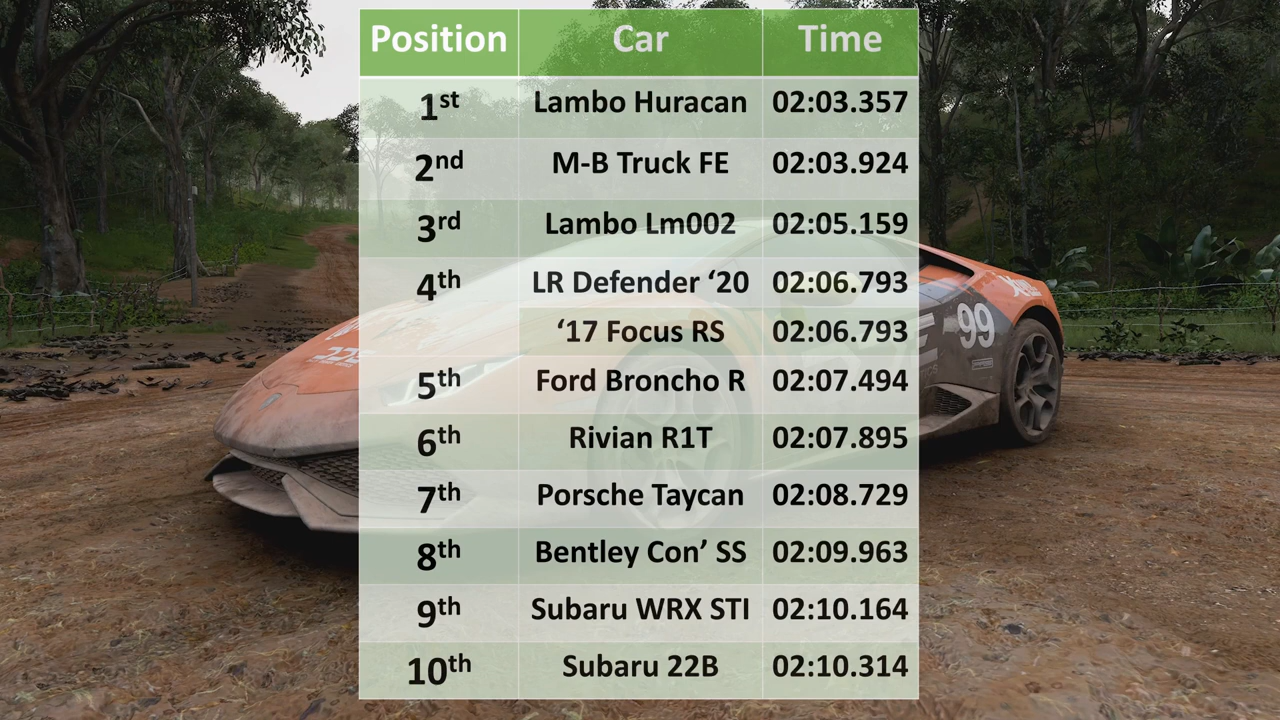 Position Car Time
1st Lambo Huracan 02:03.357
2nd M-B Truck FE 02:03.924
3rd Lambo Lm002 02:05.159
4th LR Defender ‘20 02:06.793
‘17 Focus RS 02:06.793
5th Ford Broncho R 02:07.494
6th Rivian R1T 02:07.895
7th Porsche Taycan 02:08.729
8th Bentley Con’ SS 02:09.963
9th Subaru WRX STI 02:10.164
10th Subaru 22B 02:10.314
99